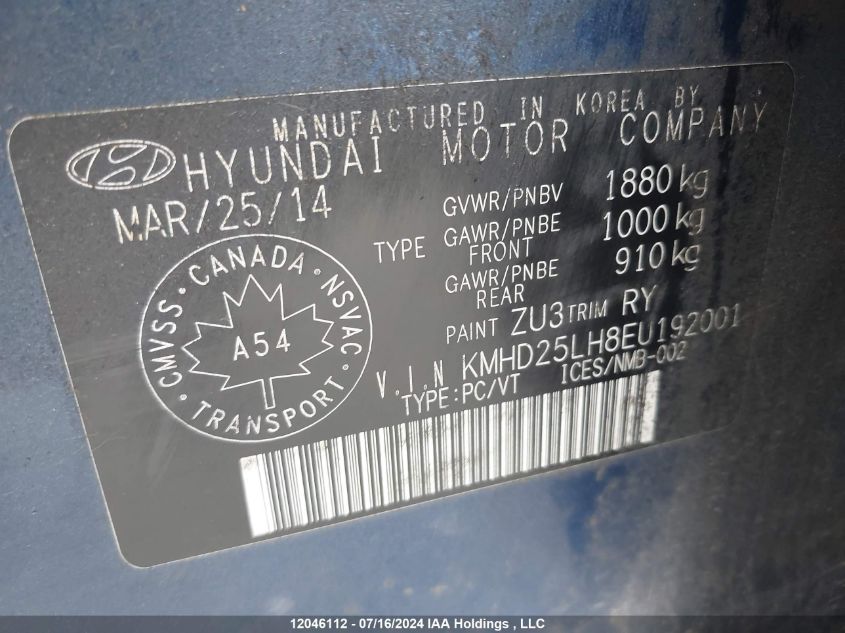 MANUFACTURED IN KOREA BY
HYUNDAI MOTOR COMPANY
MAR/25/14
GVWR/PNBV 1880 kg
TYPE GAWR/PNBE FRONT 1000 kg
GAWR/PNBE REAR 910 kg
PAINT ZU3 TRIM RY
V.I.N KMHD25LH8EU192001
TYPE:PC/VT ICES/NMB-002
CMVSS · CANADA · NSVAC · TRANSPORT ·
A54
12046112 - 07/16/2024 IAA Holdings , LLC